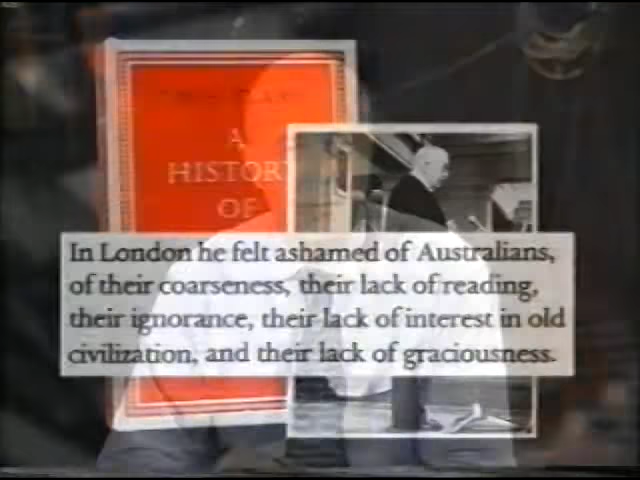 A
HISTORY
OF
In London he felt ashamed of Australians,
of their coarseness, their lack of reading,
their ignorance, their lack of interest in old
civilization, and their lack of graciousness.